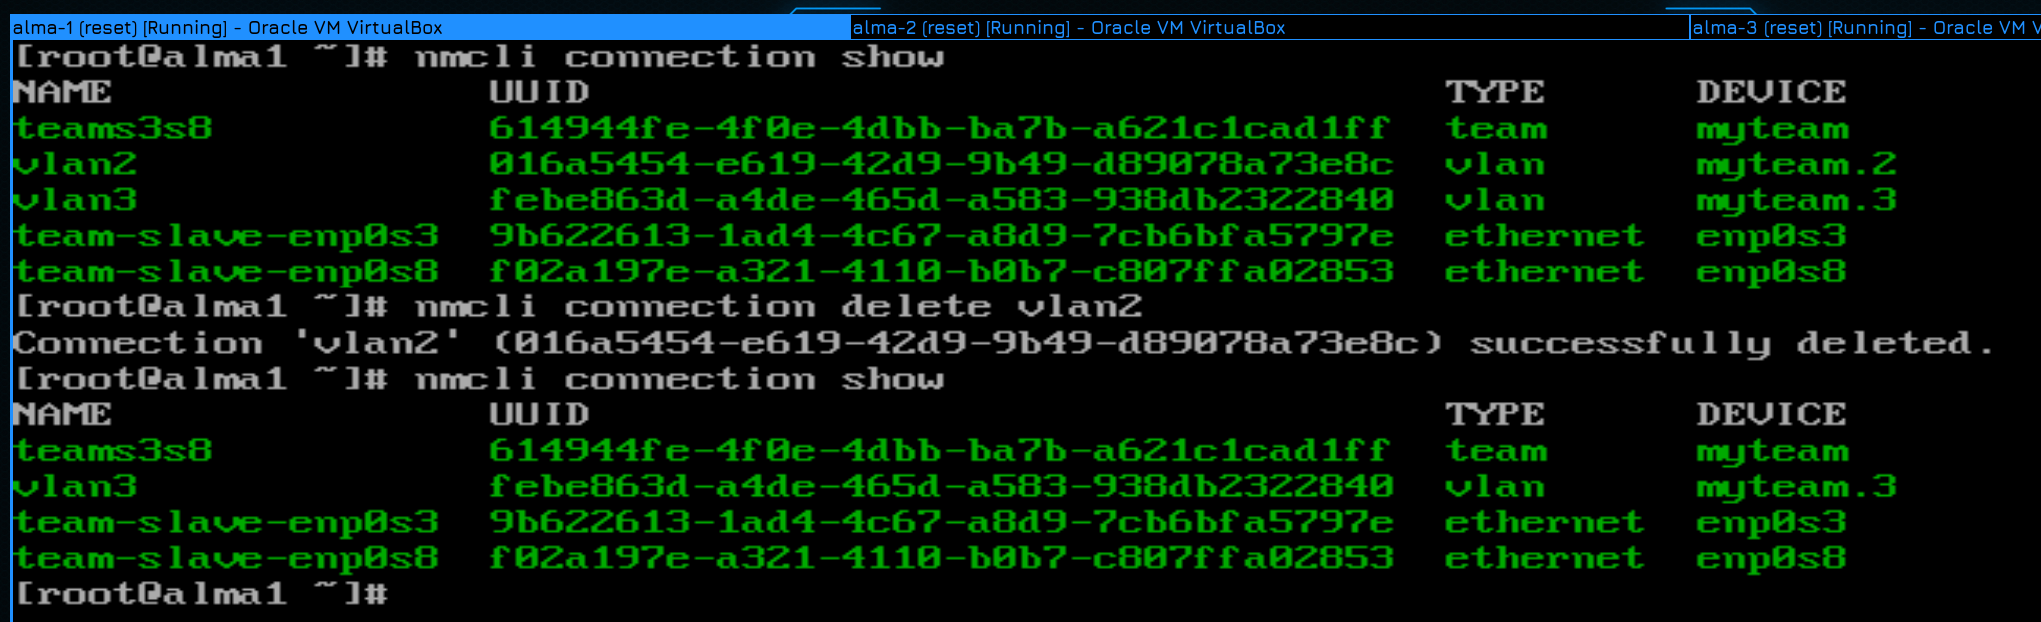 alma-1 (reset) [Running] - Oracle VM VirtualBox
alma-2 (reset) [Running] - Oracle VM VirtualBox
alma-3 (reset) [Running] - Oracle VM V
[root@alma1 ~]# nmcli connection show
NAME UUID TYPE DEVICE
teams3s8 614944fe-4f0e-4dbb-ba7b-a621c1cad1ff team myteam
vlan2 016a5454-e619-42d9-9b49-d89078a73e8c vlan myteam.2
vlan3 febe863d-a4de-465d-a583-938db2322840 vlan myteam.3
team-slave-enp0s3 9b622613-1ad4-4c67-a8d9-7cb6bfa5797e ethernet enp0s3
team-slave-enp0s8 f02a197e-a321-4110-b0b7-c807ffa02853 ethernet enp0s8
[root@alma1 ~]# nmcli connection delete vlan2
Connection 'vlan2' (016a5454-e619-42d9-9b49-d89078a73e8c) successfully deleted.
[root@alma1 ~]# nmcli connection show
NAME UUID TYPE DEVICE
teams3s8 614944fe-4f0e-4dbb-ba7b-a621c1cad1ff team myteam
vlan3 febe863d-a4de-465d-a583-938db2322840 vlan myteam.3
team-slave-enp0s3 9b622613-1ad4-4c67-a8d9-7cb6bfa5797e ethernet enp0s3
team-slave-enp0s8 f02a197e-a321-4110-b0b7-c807ffa02853 ethernet enp0s8
[root@alma1 ~]#